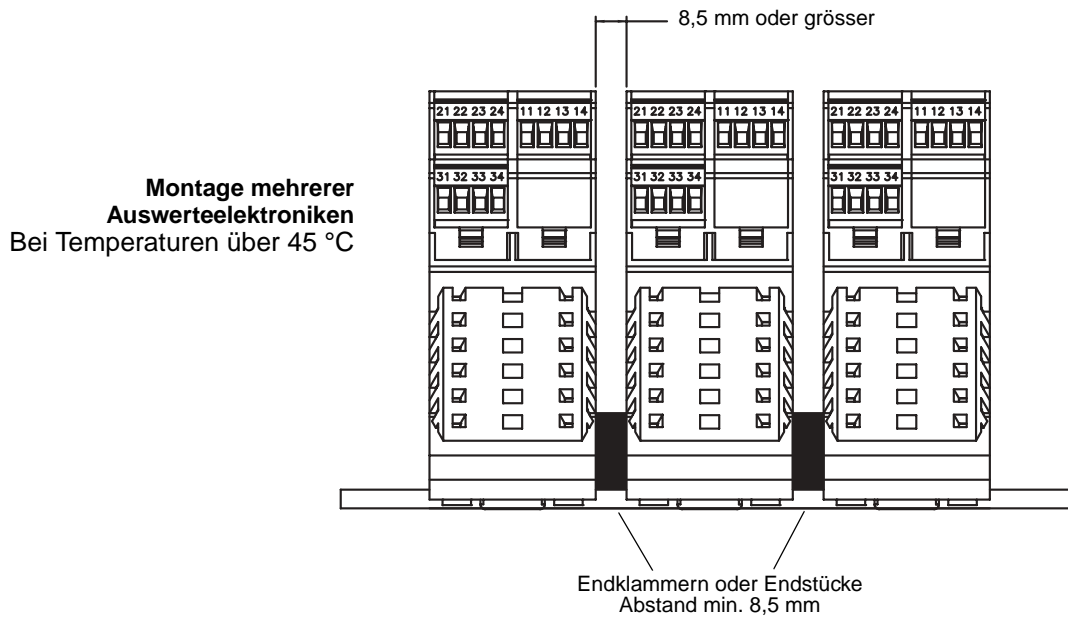 8,5 mm oder grösser
21 22 23 24 11 12 13 14 21 22 23 24 11 12 13 14 21 22 23 24 11 12 13 14
31 32 33 34 31 32 33 34 31 32 33 34
Montage mehrerer
Auswerteelektroniken
Bei Temperaturen über 45 °C
Endklammern oder Endstücke
Abstand min. 8,5 mm